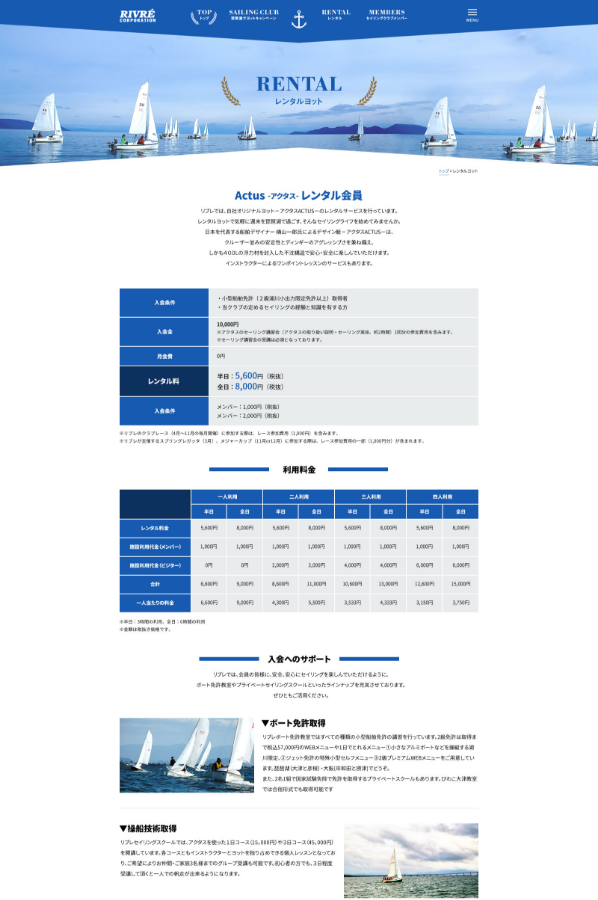 RIVRÉ
CORPORATION
TOP
トップ
SAILING CLUB
琵琶湖でヨットキャンペーン
RENTAL
レンタル
MEMBERS
セイリングクラブメンバー
MENU
RENTAL
レンタルヨット
トップ > レンタルヨット
Actus -アクタス- レンタル会員
リブレでは、自社オリジナルヨットーアクタスACTUSーのレンタルサービスを行っています。
レンタルヨットで気軽に週末を琵琶湖で過ごす、そんなセイリングライフを始めてみませんか。
日本を代表する船舶デザイナー 横山一郎氏によるデザイン艇ーアクタスACTUSーは、
クルーザー並みの安定性とディンギーのアグレッシブさを兼ね備え、
しかも400Lの浮力材を封入した不沈構造で安心・安全に楽しんでいただけます。
インストラクターによるワンポイントレッスンのサービスもあります。
入会条件
・小型船舶免許（2級湖川小出力限定免許以上）取得者
・当クラブの定めるセイリングの経験と知識を有する方
入会金
10,000円
※アクタスのセーリング講習会（アクタスの取り扱い説明・セーリング実技、約2時間）1回分の参加費用を含みます。
※セーリング講習会の受講は必須となっております。
月会費
0円
レンタル料
半日：5,600円（税抜）
全日：8,000円（税抜）
入会条件
メンバー：1,000円（税抜）
メンバー：2,000円（税抜）
※リブレ杯クラブレース（4月〜11月の毎月開催）に参加する際は、レース参加費用（1,000円）を含みます。
※リブレが主催するスプリングレガッタ（5月）、メジャーカップ（11月or12月）に参加する際は、レース参加費用の一部（1,000円分）が含まれます。
利用料金
一人利用 二人利用 三人利用 四人利用
半日 全日 半日 全日 半日 全日 半日 全日
レンタル料金 5,600円 8,000円 5,600円 8,000円 5,600円 8,000円 5,600円 8,000円
施設利用代金（メンバー） 1,000円 1,000円 1,000円 1,000円 1,000円 1,000円 1,000円 1,000円
施設利用代金（ビジター） 0円 0円 2,000円 2,000円 4,000円 4,000円 6,000円 6,000円
合計 6,600円 9,000円 8,600円 11,000円 10,600円 13,000円 12,600円 15,000円
一人当たりの料金 6,600円 9,000円 4,300円 5,500円 3,533円 4,333円 3,150円 3,750円
※半日：3時間の利用、全日：6時間の利用
※金額は税抜き価格です。
入会へのサポート
リブレでは、会員の皆様に、安全、安心にセイリングを楽しんでいただけるように、
ボート免許教室やプライベートセイリングスクールといったラインナップを充実させております。
ぜひともご活用ください。
▼ボート免許取得
リブレボート免許教室ではすべての種類の小型船舶免許の講習を行っています。2級免許は取得ま
で税込57,000円のWEBメニューや1日でとれるメニュー①小さなアルミボートなどを操縦する湖
川限定、②ジェット免許の特殊小型セルフメニュー③2級プレミアムWEBメニューをご用意してい
ます。琵琶湖(大津と彦根)・大阪(岸和田と摂津)でどうぞ。
また、2名1組で国家試験免除で免許を取得するプライベートスクールもあります。びわこ大津教室
では合宿形式でも取得可能です
▼操船技術取得
リブレセイリングスクールでは、アクタスを使った1日コース(15,000円)や3日コース(45,000円)
を開講しています。各コースともインストラクターとヨットを独り占めできる個人レッスンとなってお
り、ご希望によりお仲間・ご家族3名様までのグループ受講も可能です。初心者の方でも、3日程度
受講して頂くと一人での帆走が出来るようになります。